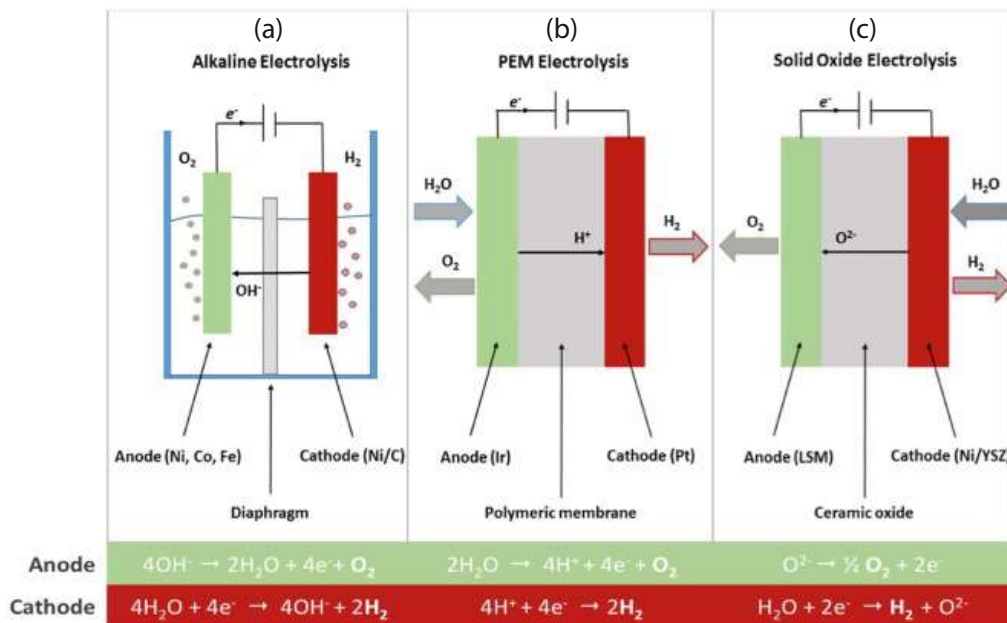 (a)
Alkaline Electrolysis
e⁻
O₂
H₂
OH⁻
Anode (Ni, Co, Fe)
Cathode (Ni/C)
Diaphragm
(b)
PEM Electrolysis
e⁻
H₂O
H₂
H⁺
O₂
Anode (Ir)
Cathode (Pt)
Polymeric membrane
(c)
Solid Oxide Electrolysis
e⁻
H₂O
O₂
O²⁻
H₂
Anode (LSM)
Cathode (Ni/YSZ)
Ceramic oxide
Anode 4OH⁻ → 2H₂O + 4e⁻+ O₂ 2H₂O → 4H⁺+ 4e⁻+ O₂ O²⁻→ ½ O₂ + 2e⁻
Cathode 4H₂O + 4e⁻ → 4OH⁻+ 2H₂ 4H⁺+ 4e⁻ → 2H₂ H₂O + 2e⁻ → H₂ + O²⁻